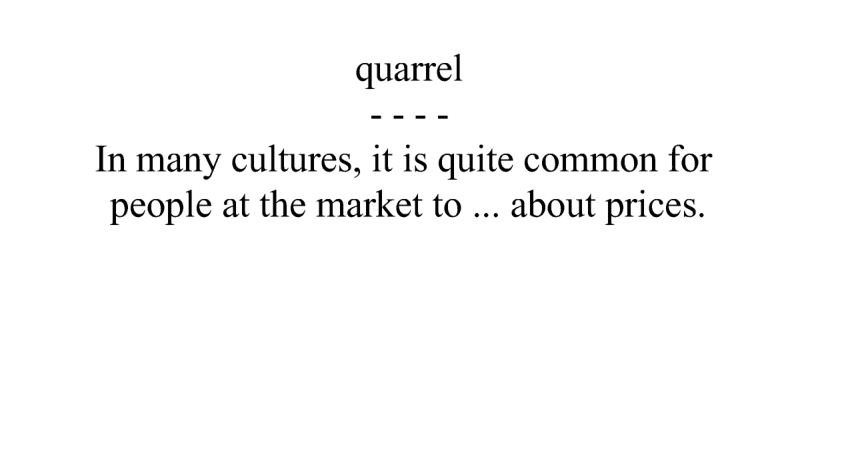 quarrel
- - - -
In many cultures, it is quite common for
people at the market to ... about prices.